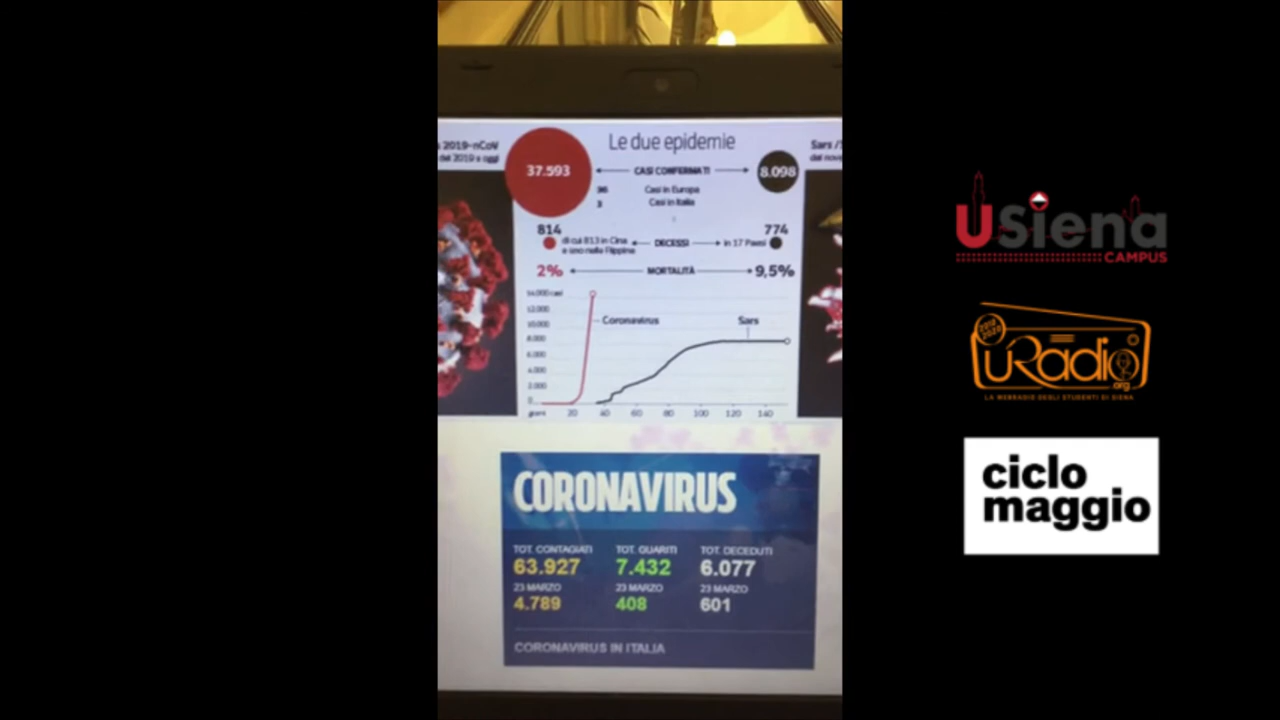 Le due epidemie
2019-nCoV
dal 2019 a oggi
Sars
37.593
CASI CONFERMATI
8.098
36
Casi in Europa
3
Casi in Italia
814
774
di cui 813 in Cina
e uno nelle Filippine
DECESSI
in 17 Paesi
2%
MORTALITÀ
9,5%
14.000 casi
12.000
10.000
8.000
6.000
4.000
2.000
0
Coronavirus
Sars
giorni
20
40
60
80
100
120
140
CORONAVIRUS
TOT. CONTAGIATI
TOT. GUARITI
TOT. DECEDUTI
63.927
7.432
6.077
23 MARZO
23 MARZO
23 MARZO
4.789
408
601
CORONAVIRUS IN ITALIA
USiena
CAMPUS
uRadio
.org
LA WEBRADIO DEGLI STUDENTI DI SIENA
ciclo
maggio